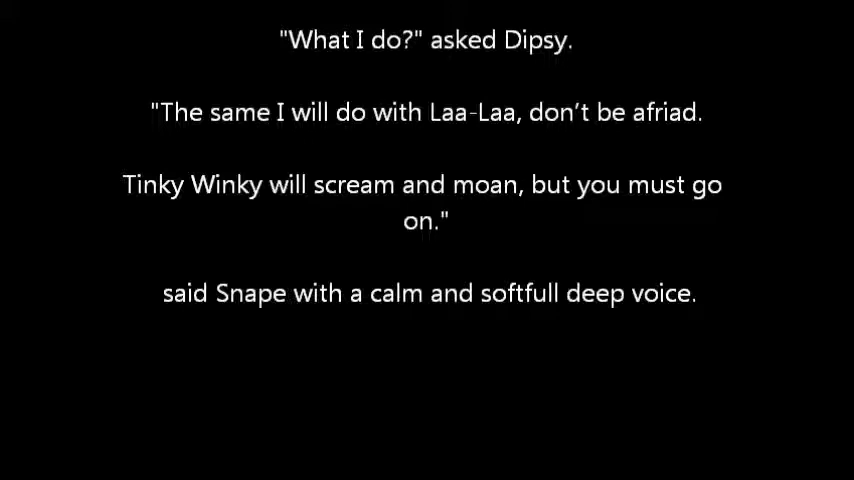 "What I do?" asked Dipsy.
"The same I will do with Laa-Laa, don’t be afriad.
Tinky Winky will scream and moan, but you must go
on."
said Snape with a calm and softfull deep voice.